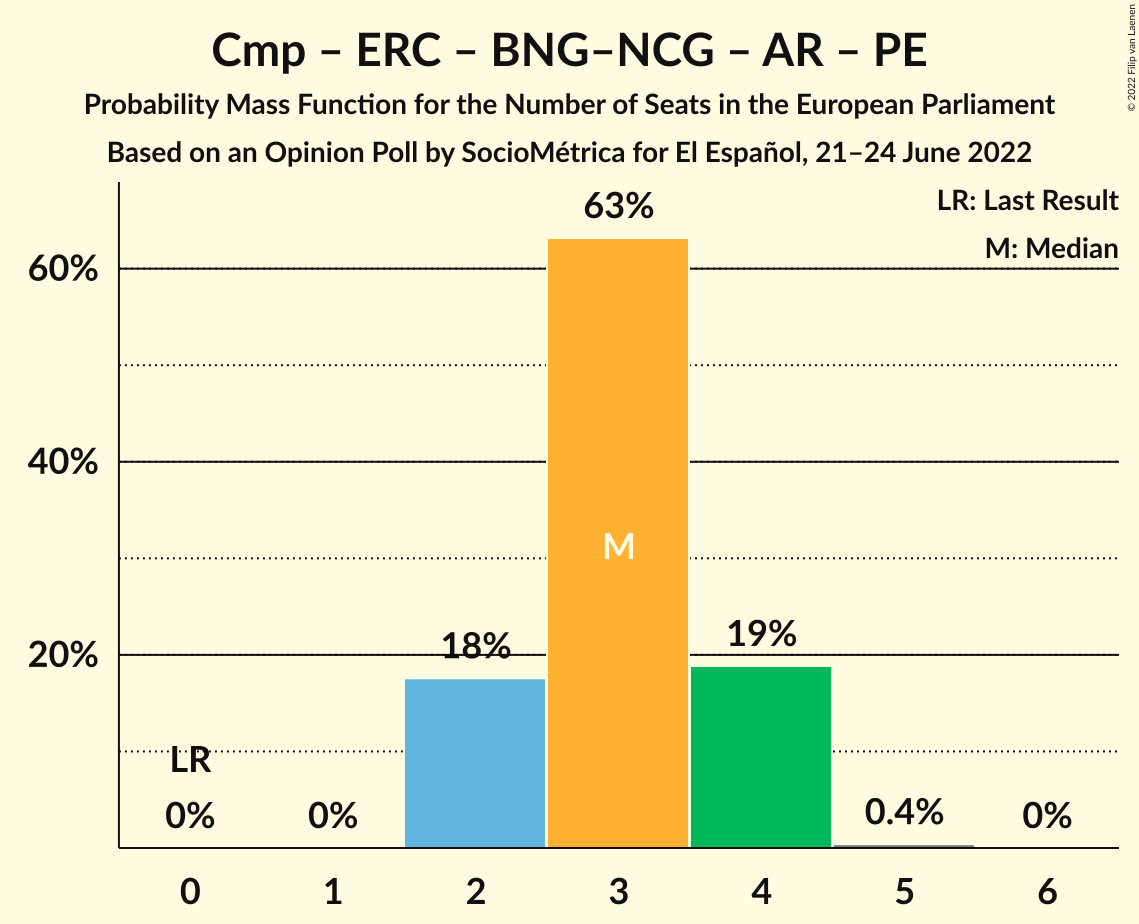 Cmp – ERC – BNG–NCG – AR – PE
Probability Mass Function for the Number of Seats in the European Parliament
Based on an Opinion Poll by SocioMétrica for El Español, 21–24 June 2022
© 2022 Filip van Laenen
LR: Last Result
M: Median
63%
60%
40%
M
20%
18%
19%
LR
0%
0%
0.4%
0%
0 1 2 3 4 5 6